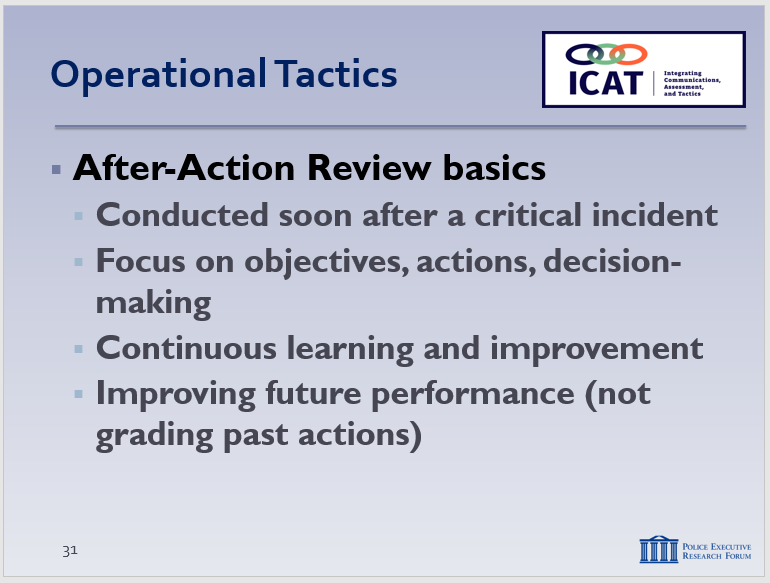 Operational Tactics
ICAT
Integrating
Communications,
Assessment,
and Tactics
After-Action Review basics
Conducted soon after a critical incident
Focus on objectives, actions, decision-
making
Continuous learning and improvement
Improving future performance (not
grading past actions)
31
Police Executive
Research Forum